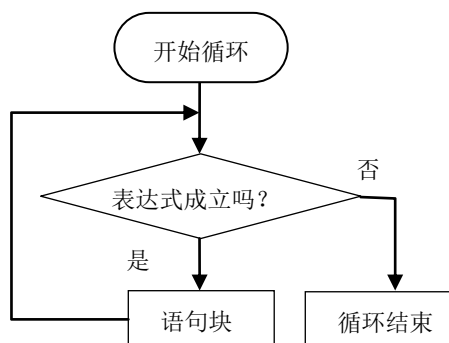 开始循环
否
表达式成立吗？
是
语句块
循环结束